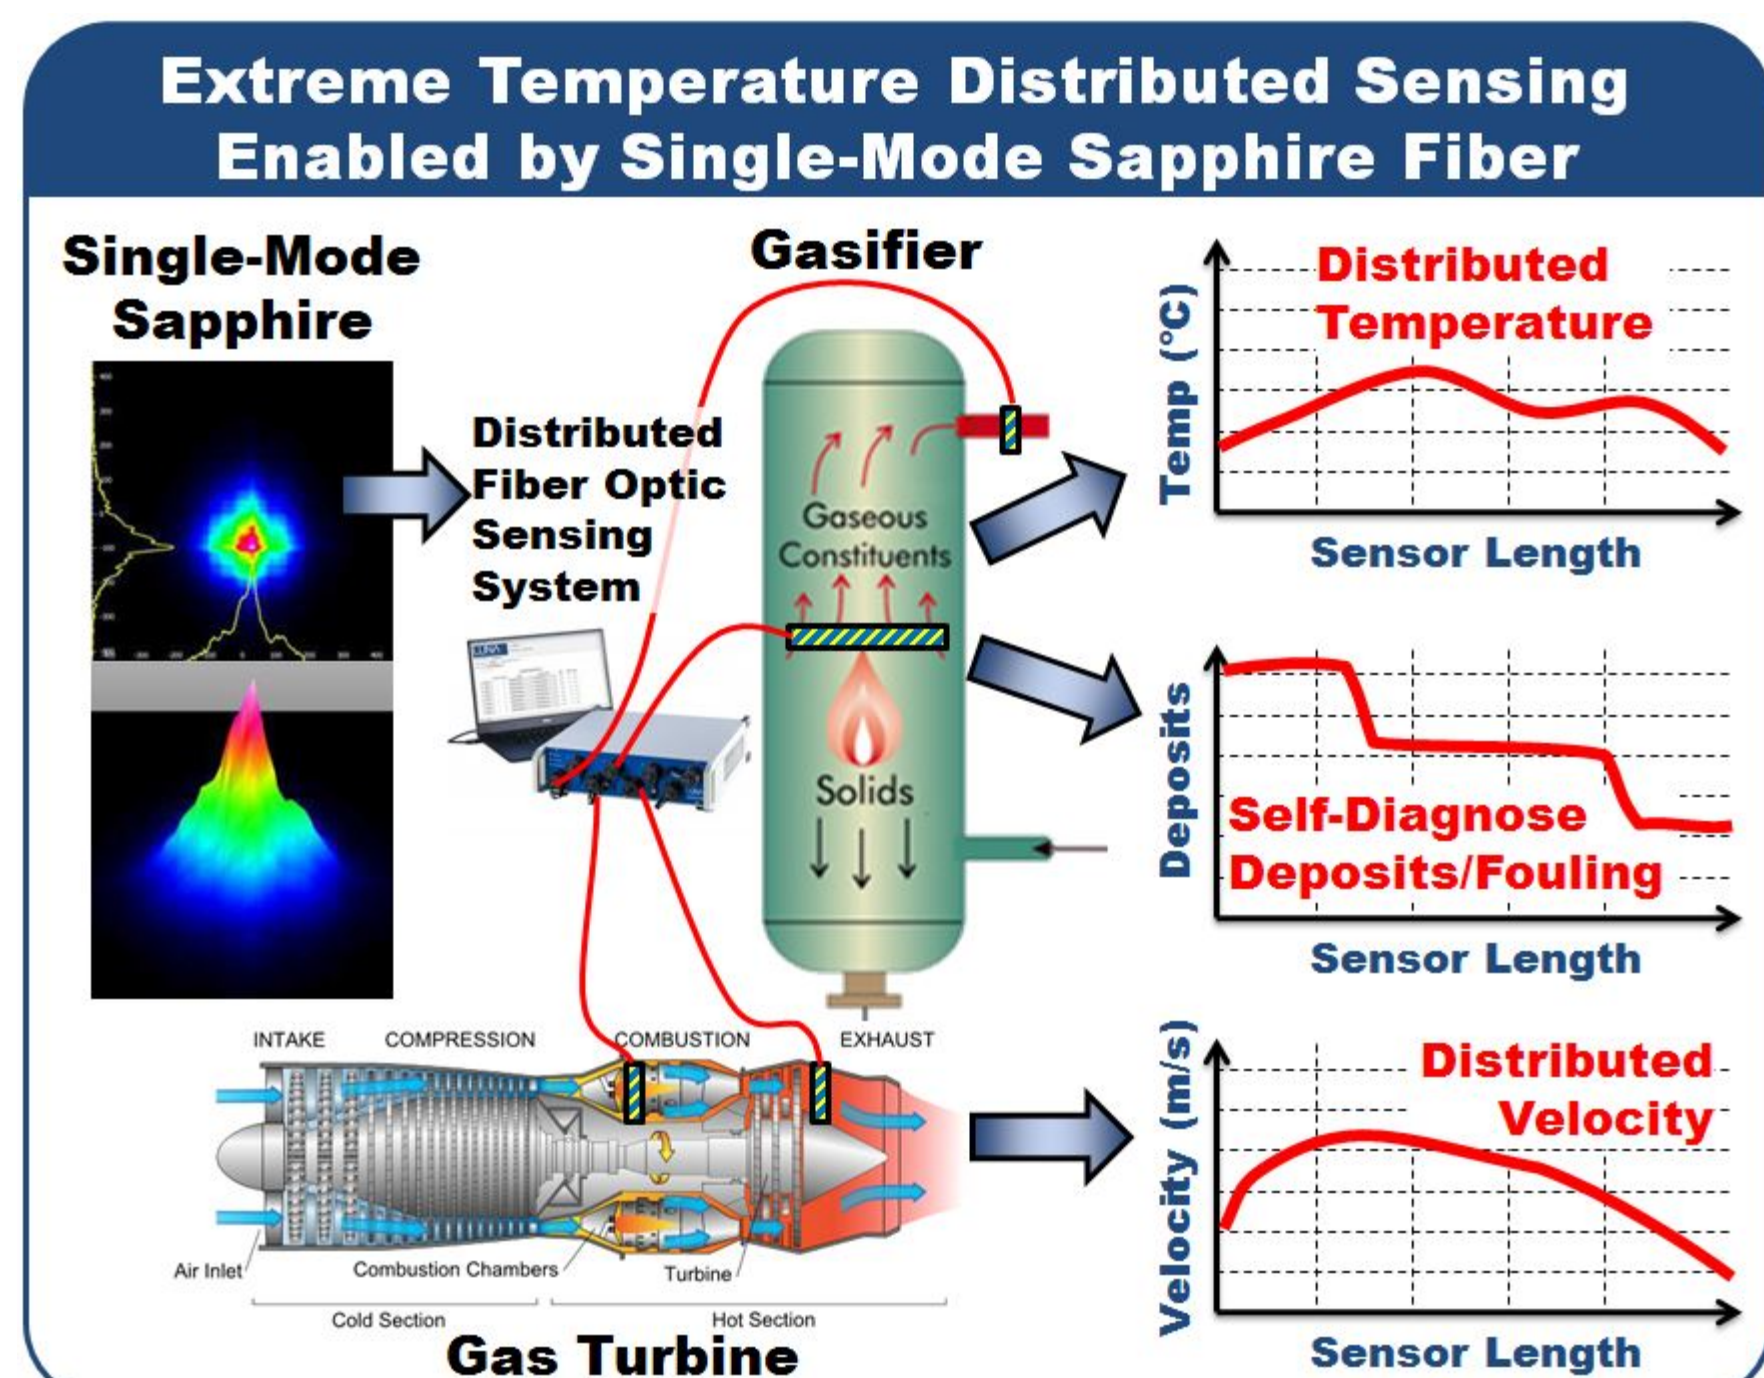 Extreme Temperature Distributed Sensing
Enabled by Single-Mode Sapphire Fiber
Single-Mode
Sapphire
Distributed
Fiber Optic
Sensing
System
LUNA
Gasifier
Gaseous
Constituents
Solids
Temp (°C)
Distributed
Temperature
Sensor Length
Deposits
Self-Diagnose
Deposits/Fouling
Sensor Length
Velocity (m/s)
Distributed
Velocity
Sensor Length
INTAKE
COMPRESSION
COMBUSTION
EXHAUST
Air Inlet
Combustion Chambers
Turbine
Cold Section
Hot Section
Gas Turbine